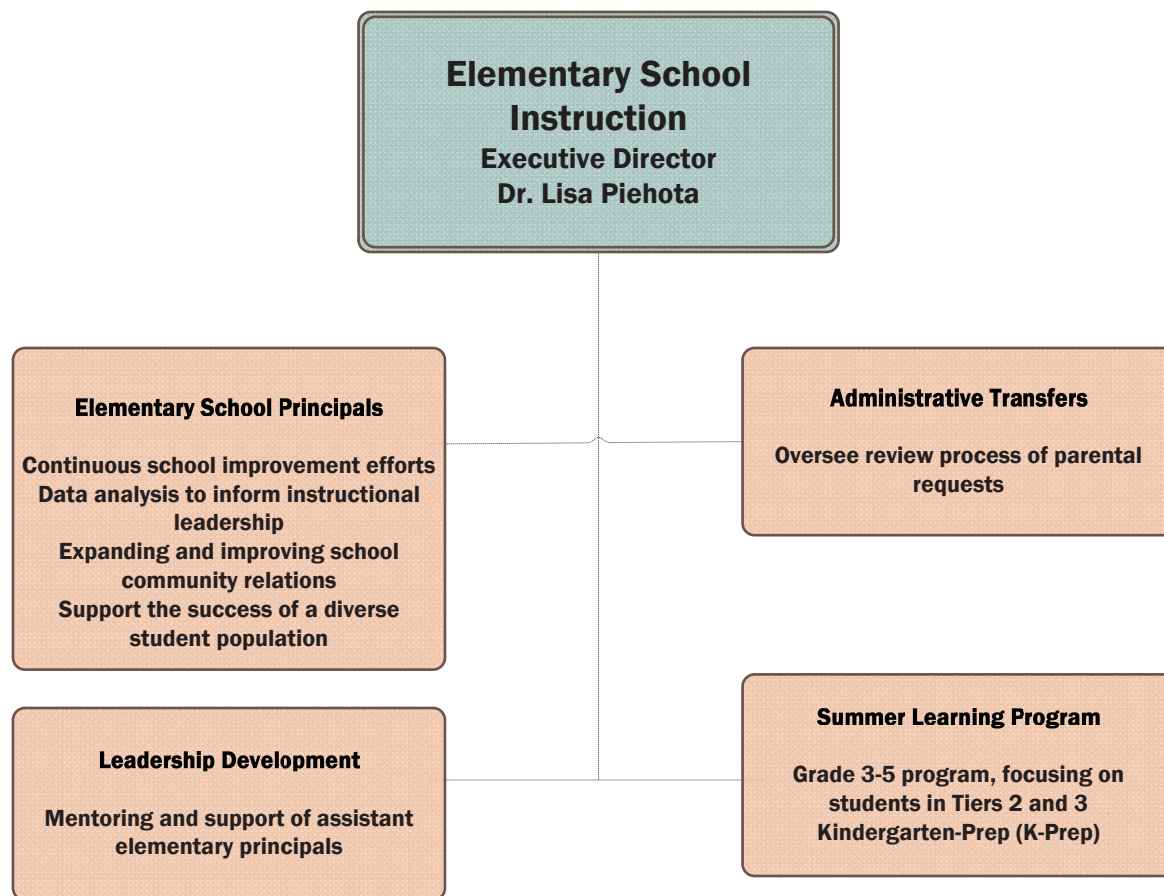 Elementary School
Instruction
Executive Director
Dr. Lisa Piehota
Elementary School Principals
Continuous school improvement efforts
Data analysis to inform instructional
leadership
Expanding and improving school
community relations
Support the success of a diverse
student population
Administrative Transfers
Oversee review process of parental
requests
Leadership Development
Mentoring and support of assistant
elementary principals
Summer Learning Program
Grade 3-5 program, focusing on
students in Tiers 2 and 3
Kindergarten-Prep (K-Prep)